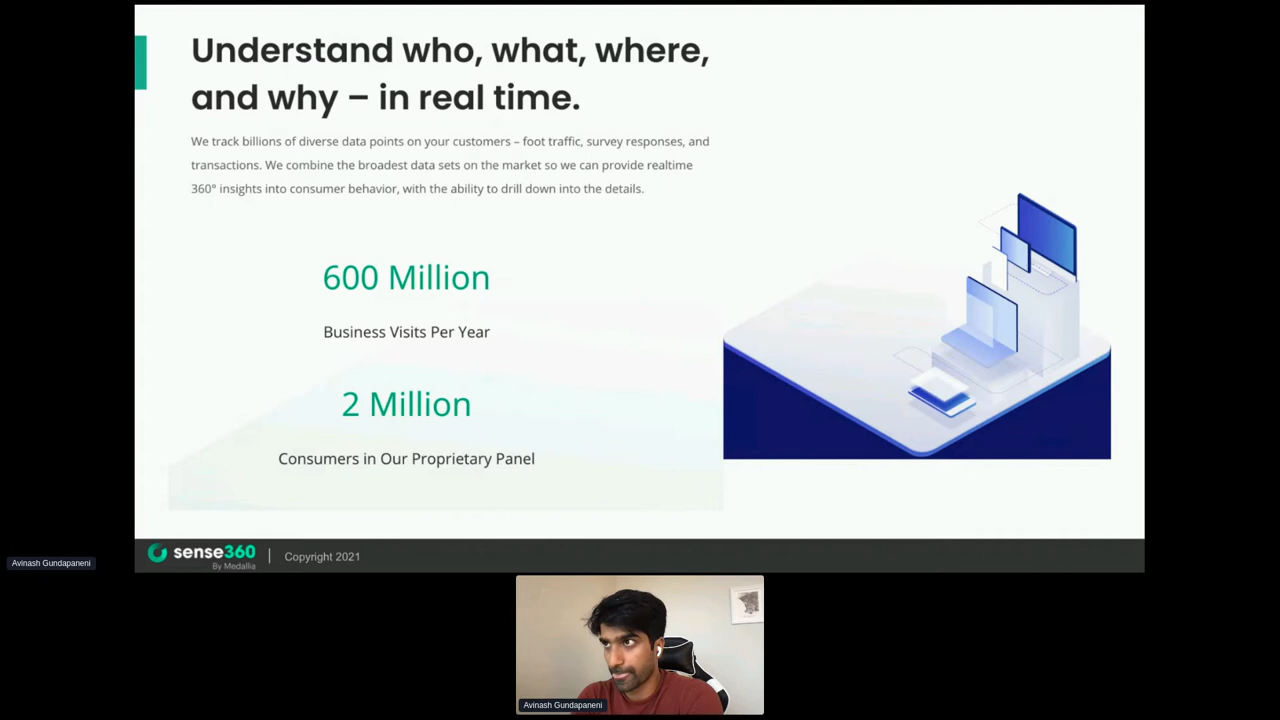 Understand who, what, where,
and why – in real time.
We track billions of diverse data points on your customers – foot traffic, survey responses, and
transactions. We combine the broadest data sets on the market so we can provide realtime
360° insights into consumer behavior, with the ability to drill down into the details.
600 Million
Business Visits Per Year
2 Million
Consumers in Our Proprietary Panel
sense360
By Medallia
Copyright 2021
Avinash Gundapaneni
Avinash Gundapaneni